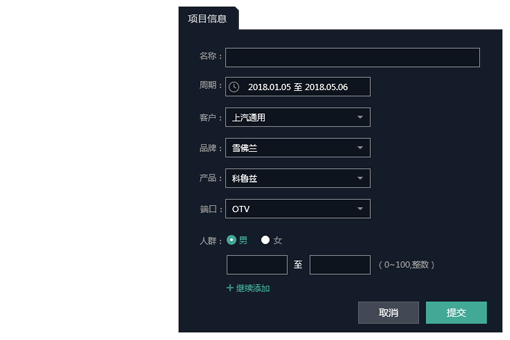 项目信息
名称：
周期： 2018.01.05 至 2018.05.06
客户： 上汽通用
品牌： 雪佛兰
产品： 科鲁兹
端口： OTV
人群： 男 女
至 （0~100,整数）
+ 继续添加
取消 提交